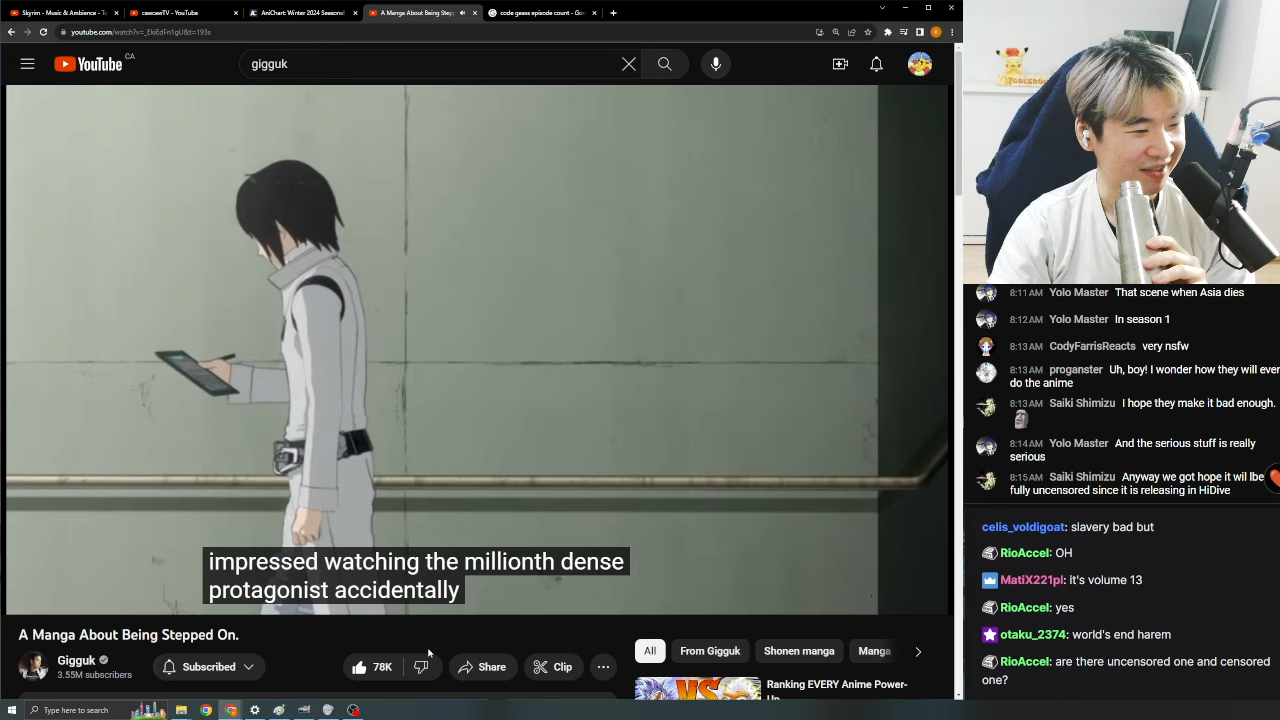 Skyrim - Music & Ambience - T
cawcawTV - YouTube
AniChart: Winter 2024 Seasonal
A Manga About Being Stepp
code geass episode count - Go
youtube.com/watch?v=_EkiEdFn1gU&t=193s
YouTube CA
gigguk
impressed watching the millionth dense
protagonist accidentally
A Manga About Being Stepped On.
Gigguk
3.55M subscribers
Subscribed
78K
Share
Clip
All
From Gigguk
Shonen manga
Manga
Ranking EVERY Anime Power-
Type here to search
8:11 AM Yolo Master That scene when Asia dies
8:12 AM Yolo Master In season 1
8:13 AM CodyFarrisReacts very nsfw
8:13 AM proganster Uh, boy! I wonder how they will ever
do the anime
8:13 AM Saiki Shimizu I hope they make it bad enough.
8:14 AM Yolo Master And the serious stuff is really
serious
8:15 AM Saiki Shimizu Anyway we got hope it wil lbe
fully uncensored since it is releasing in HiDive
celis_voldigoat: slavery bad but
RioAccel: OH
MatiX221pl: it's volume 13
RioAccel: yes
otaku_2374: world's end harem
RioAccel: are there uncensored one and censored
one?